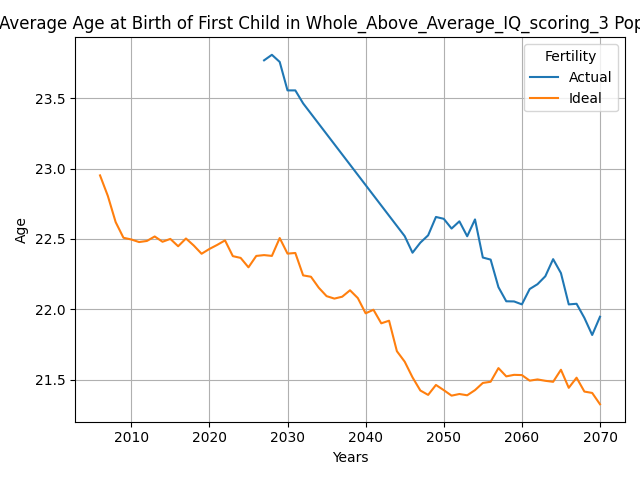 Average Age at Birth of First Child in Whole_Above_Average_IQ_scoring_3 Pop
Fertility
Actual
Ideal
23.5
23.0
22.5
22.0
21.5
Age
2010 2020 2030 2040 2050 2060 2070
Years